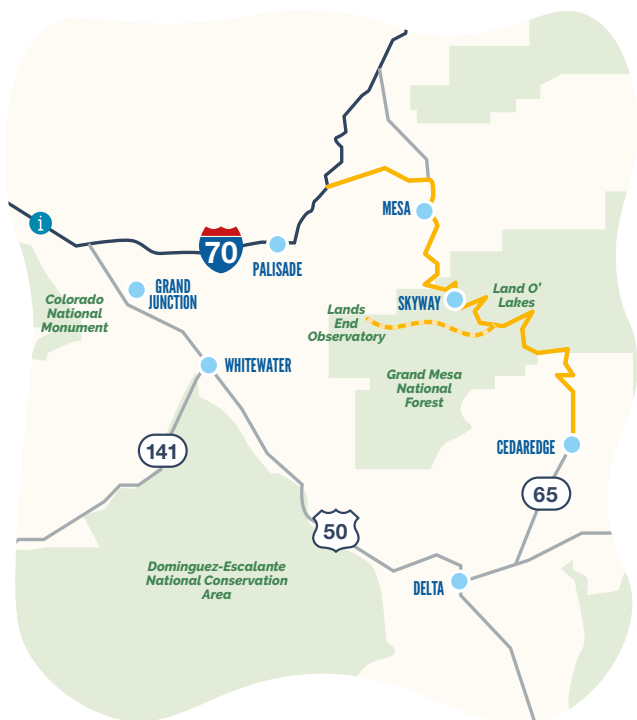 MESA
i
70
PALISADE
GRAND
JUNCTION
Colorado
National
Monument
SKYWAY
Land O'
Lakes
Lands
End
Observatory
WHITEWATER
Grand Mesa
National
Forest
CEDAREDGE
141
65
50
Dominguez-Escalante
National Conservation
Area
DELTA